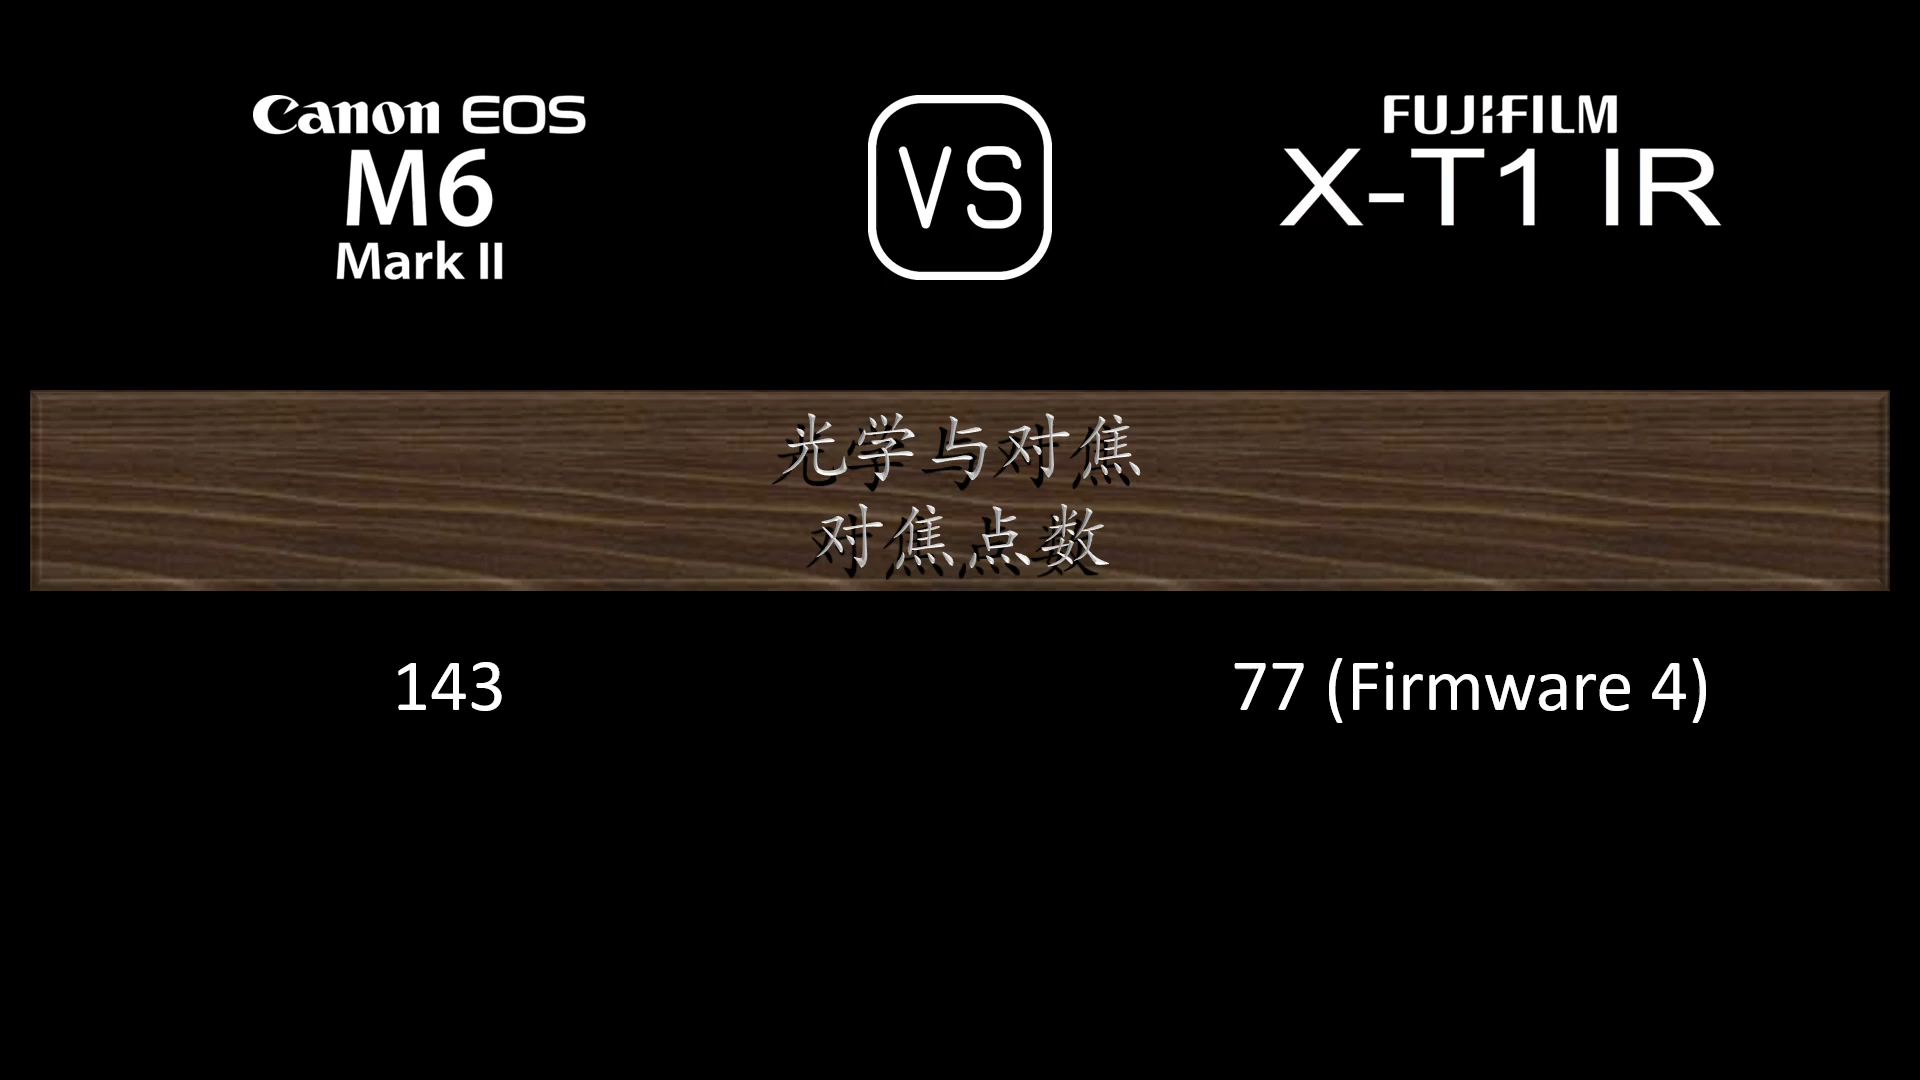 Canon EOS
M6
Mark II
VS
FUJIFILM
X-T1 IR
光学与对焦
对焦点数
143
77 (Firmware 4)